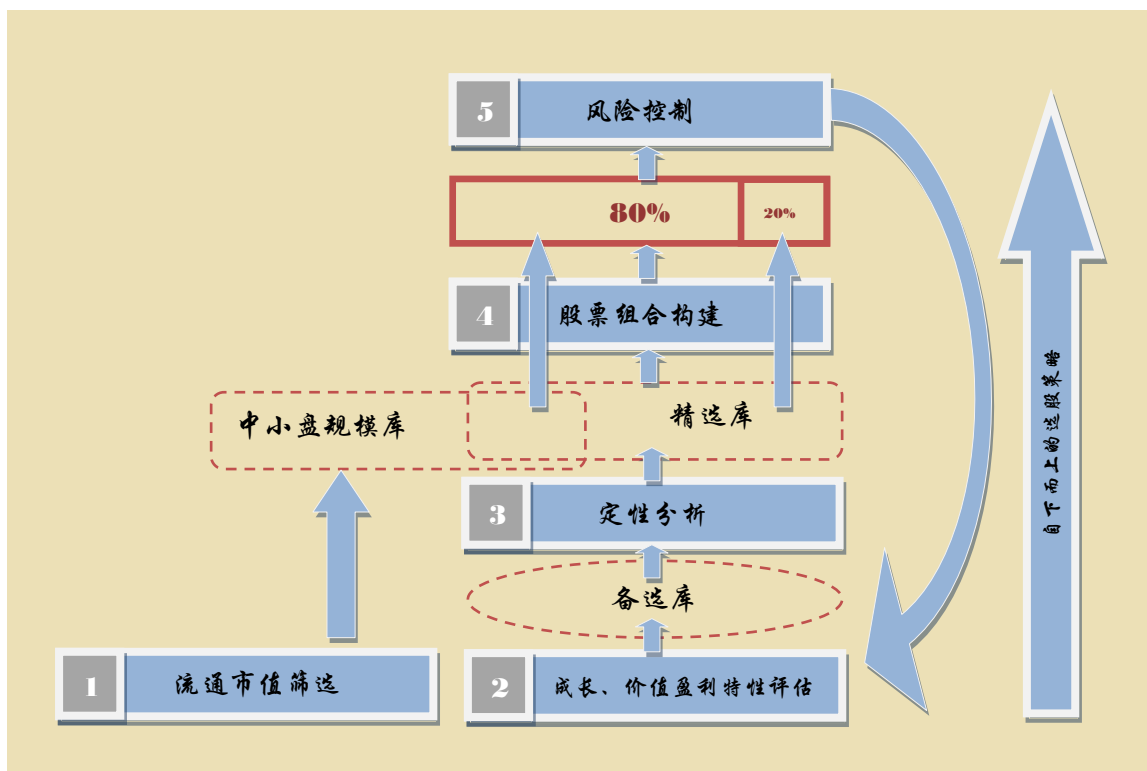 5 风险控制
80% 20%
4 股票组合构建
中小盘规模库 精选库
3 定性分析
备选库
1 流通市值筛选
2 成长、价值盈利特性评估
自下而上的选股策略